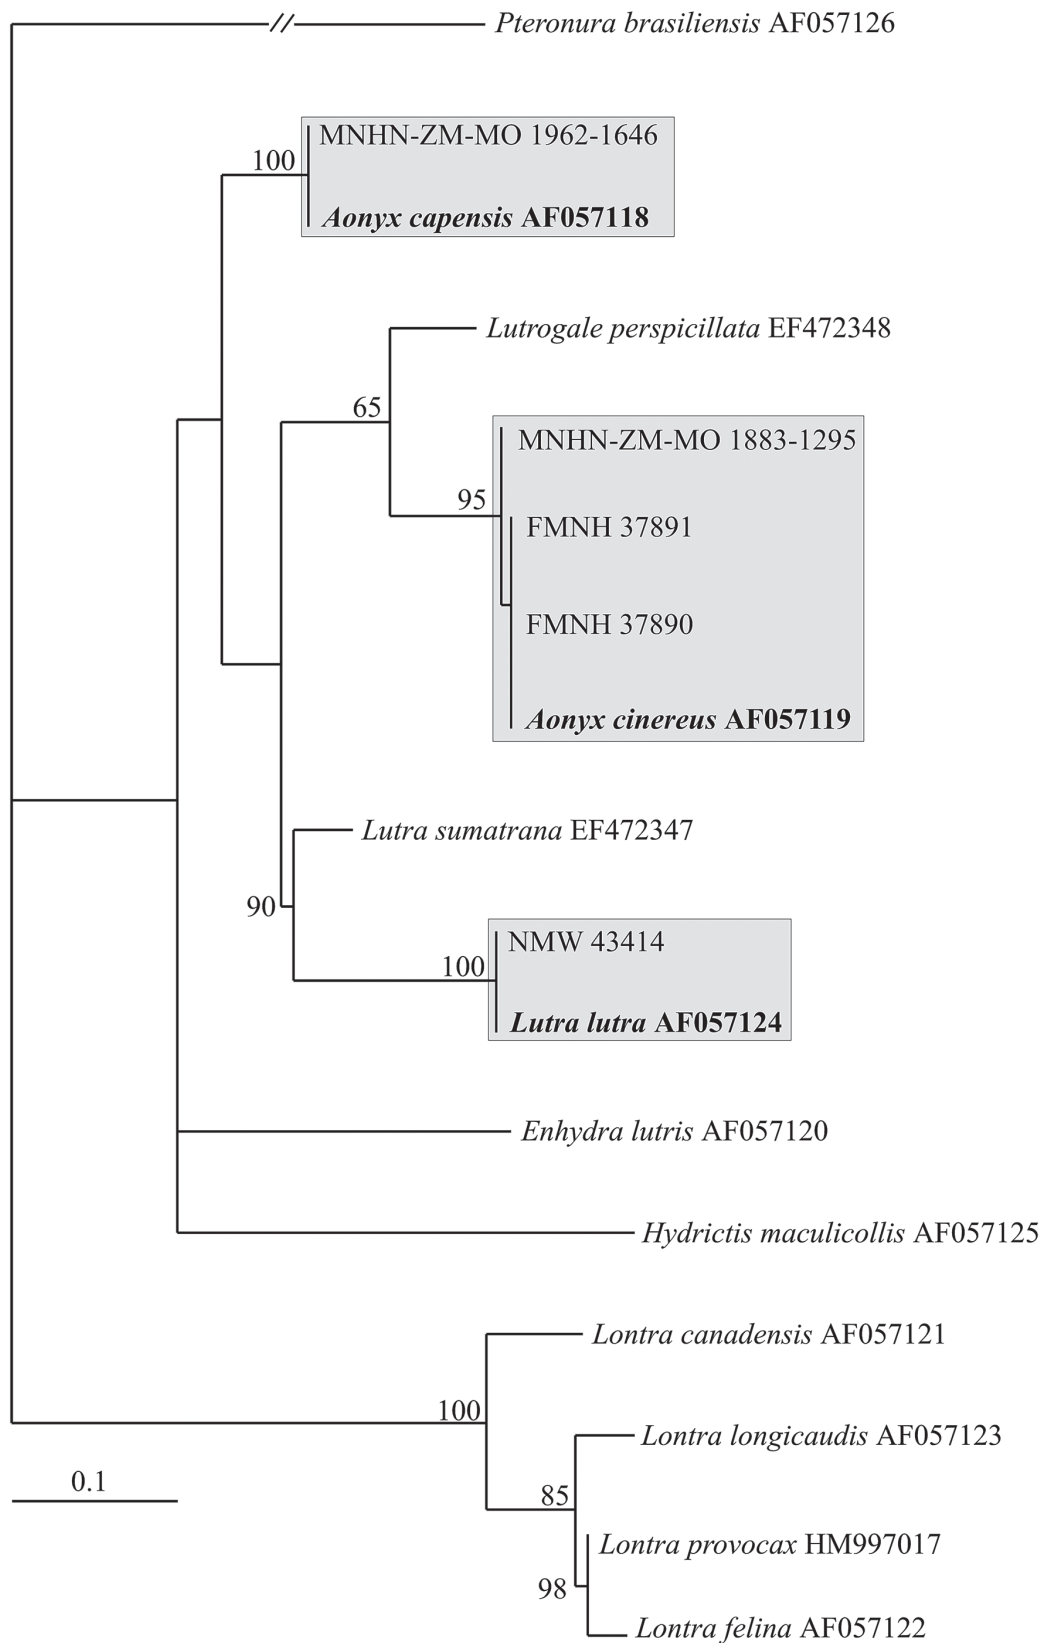 Pteronura brasiliensis AF057126
MNHN-ZM-MO 1962-1646
100
Aonyx capensis AF057118
Lutrogale perspicillata EF472348
65
MNHN-ZM-MO 1883-1295
95
FMNH 37891
FMNH 37890
Aonyx cinereus AF057119
Lutra sumatrana EF472347
90
NMW 43414
100
Lutra lutra AF057124
Enhydra lutris AF057120
Hydrictis maculicollis AF057125
Lontra canadensis AF057121
100
Lontra longicaudis AF057123
0.1
85
Lontra provocax HM997017
98
Lontra felina AF057122